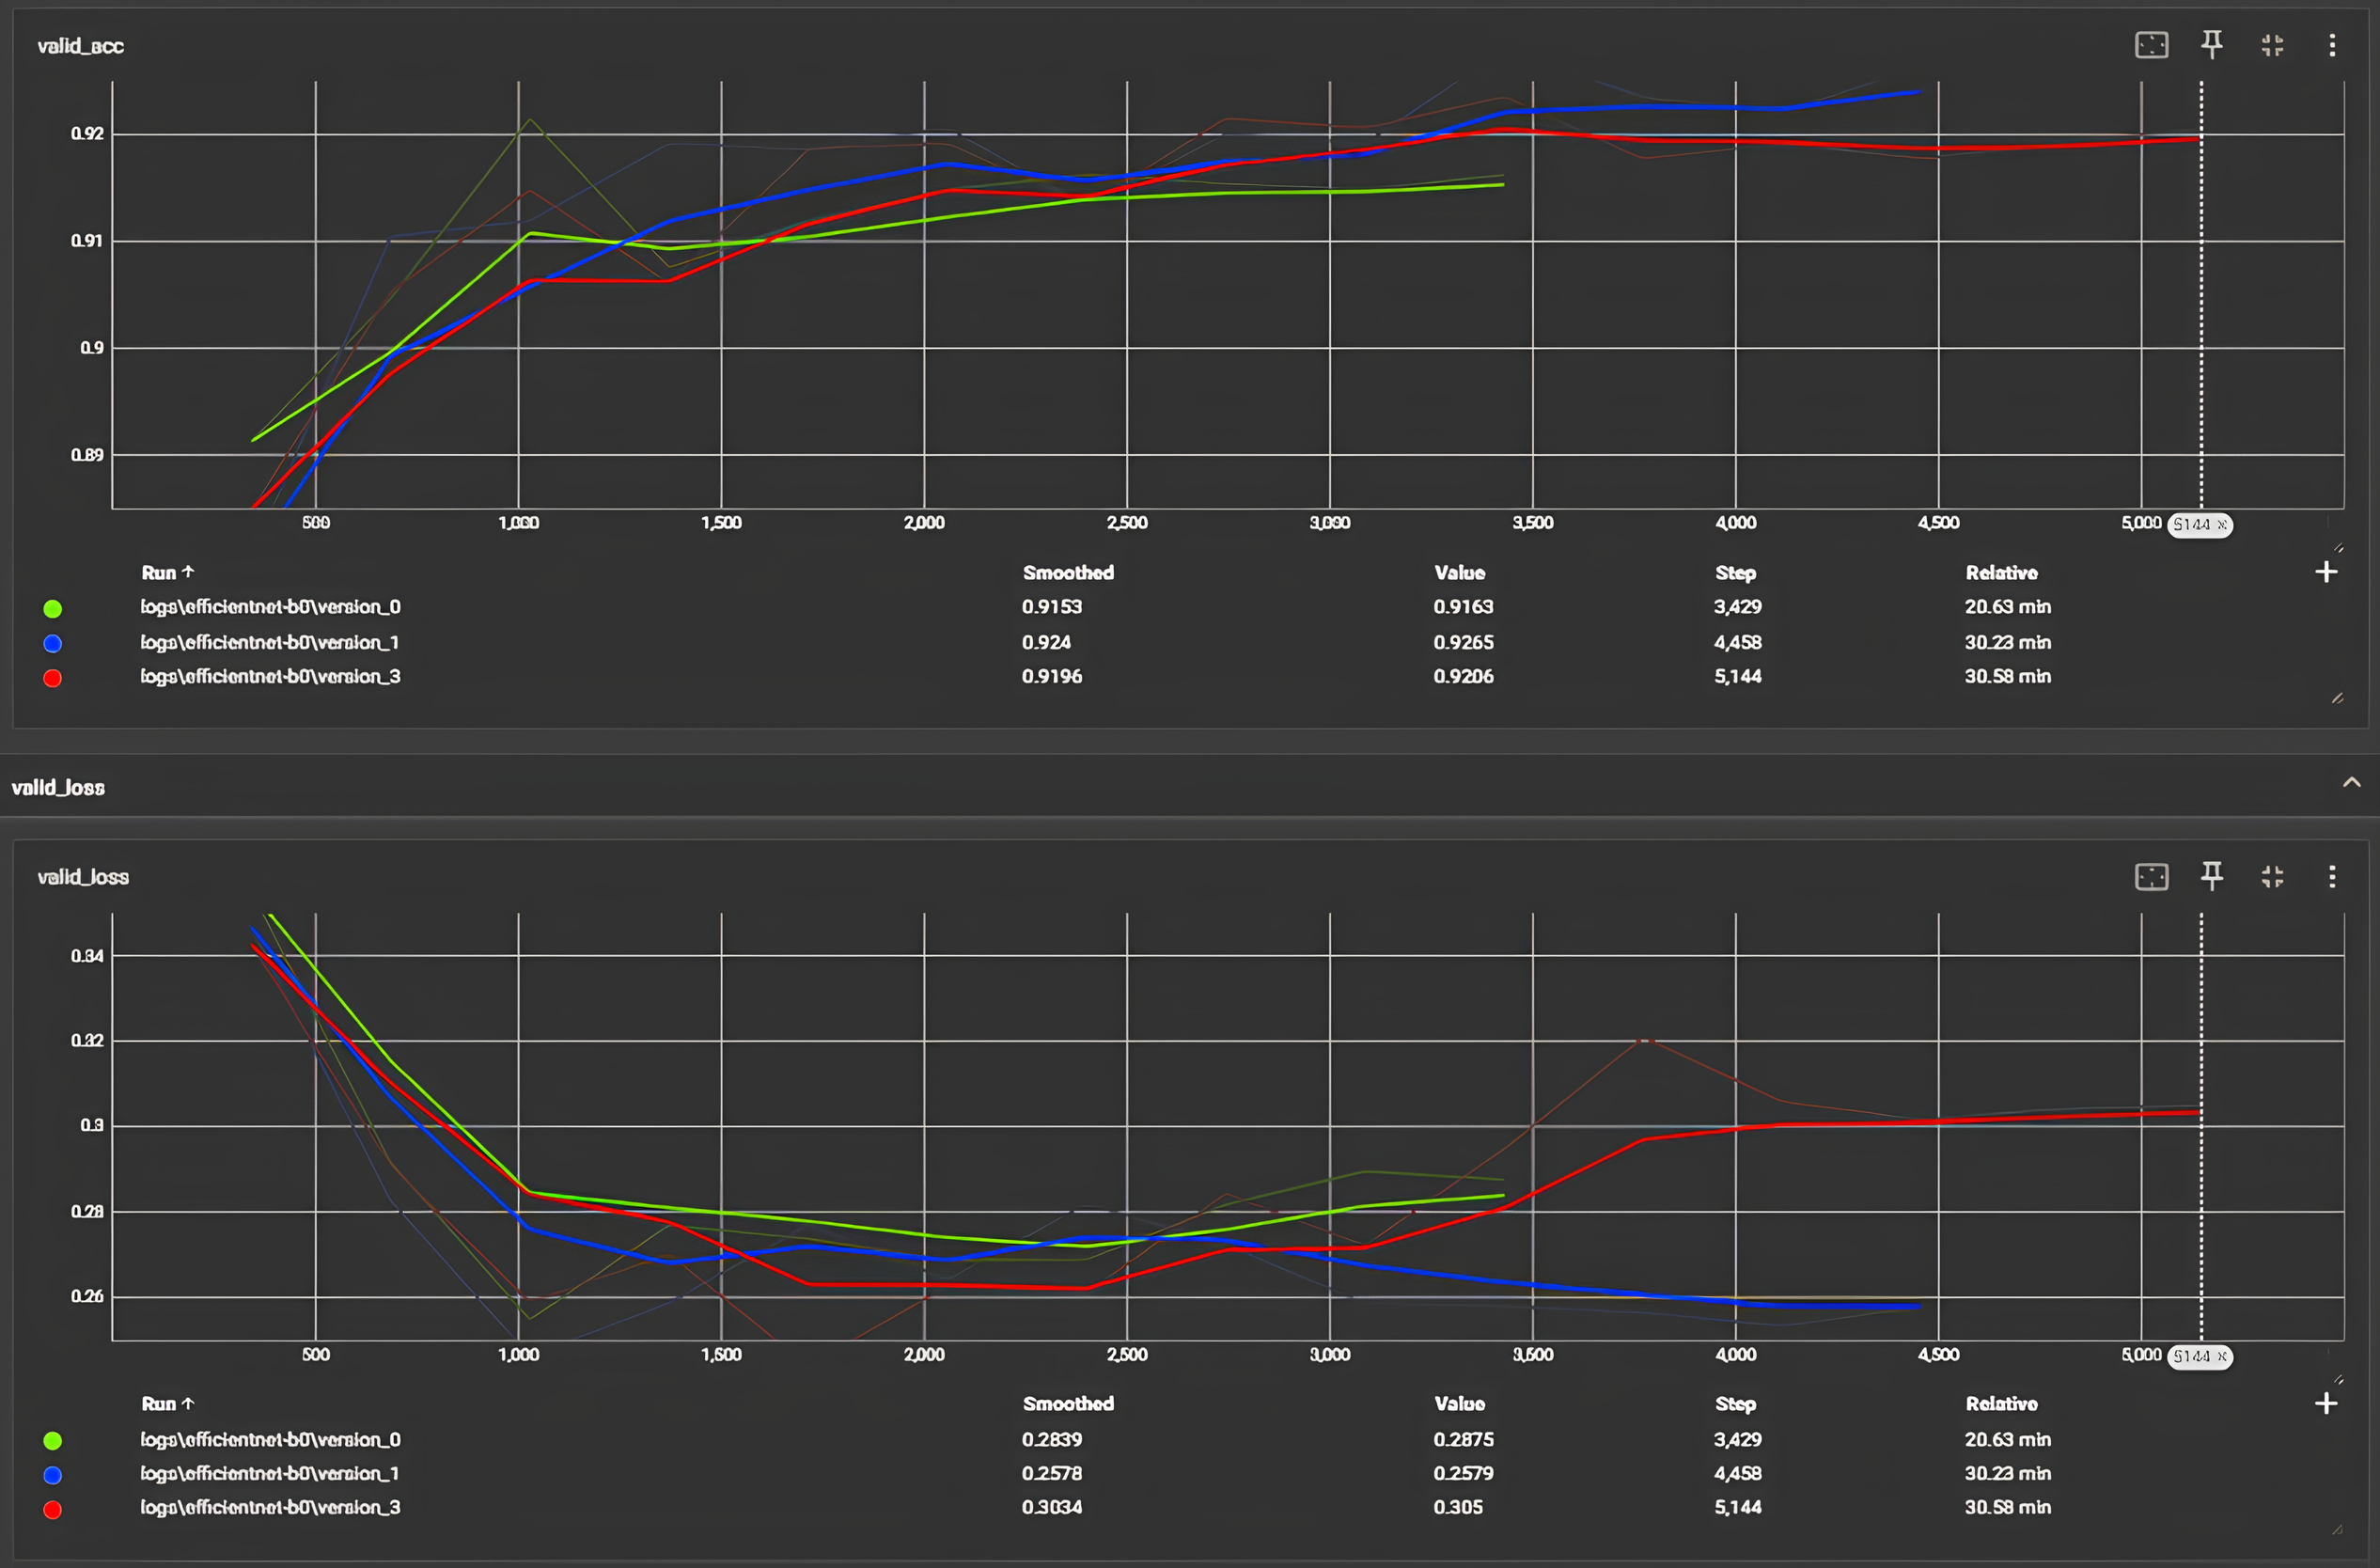 valid_acc
0.92
0.91
0.9
0.89
500 1,000 1,500 2,000 2,500 3,000 3,500 4,000 4,500 5,000 5144 ×
Run ↑ Smoothed Value Step Relative
logs\efficientnet-b0\version_0 0.9153 0.9163 3,429 20.63 min
logs\efficientnet-b0\version_1 0.924 0.9265 4,458 30.23 min
logs\efficientnet-b0\version_3 0.9196 0.9206 5,144 30.58 min
valid_loss
valid_loss
0.34
0.32
0.3
0.28
0.26
500 1,000 1,500 2,000 2,500 3,000 3,500 4,000 4,500 5,000 5144 ×
Run ↑ Smoothed Value Step Relative
logs\efficientnet-b0\version_0 0.2839 0.2875 3,429 20.63 min
logs\efficientnet-b0\version_1 0.2578 0.2579 4,458 30.23 min
logs\efficientnet-b0\version_3 0.3034 0.305 5,144 30.58 min